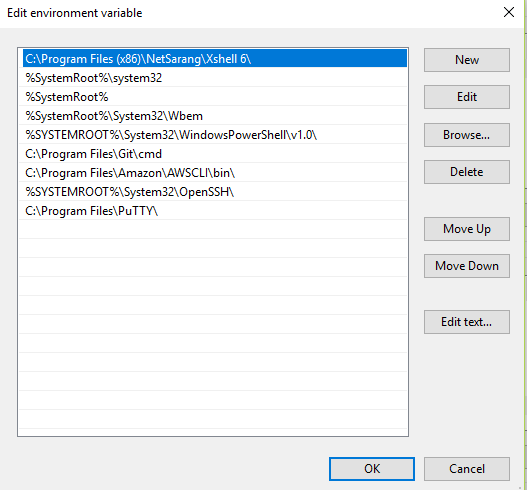 Edit environment variable
C:\Program Files (x86)\NetSarang\Xshell 6\
%SystemRoot%\system32
%SystemRoot%
%SystemRoot%\System32\Wbem
%SYSTEMROOT%\System32\WindowsPowerShell\v1.0\
C:\Program Files\Git\cmd
C:\Program Files\Amazon\AWSCLI\bin\
%SYSTEMROOT%\System32\OpenSSH\
C:\Program Files\PuTTY\
New
Edit
Browse...
Delete
Move Up
Move Down
Edit text...
OK
Cancel